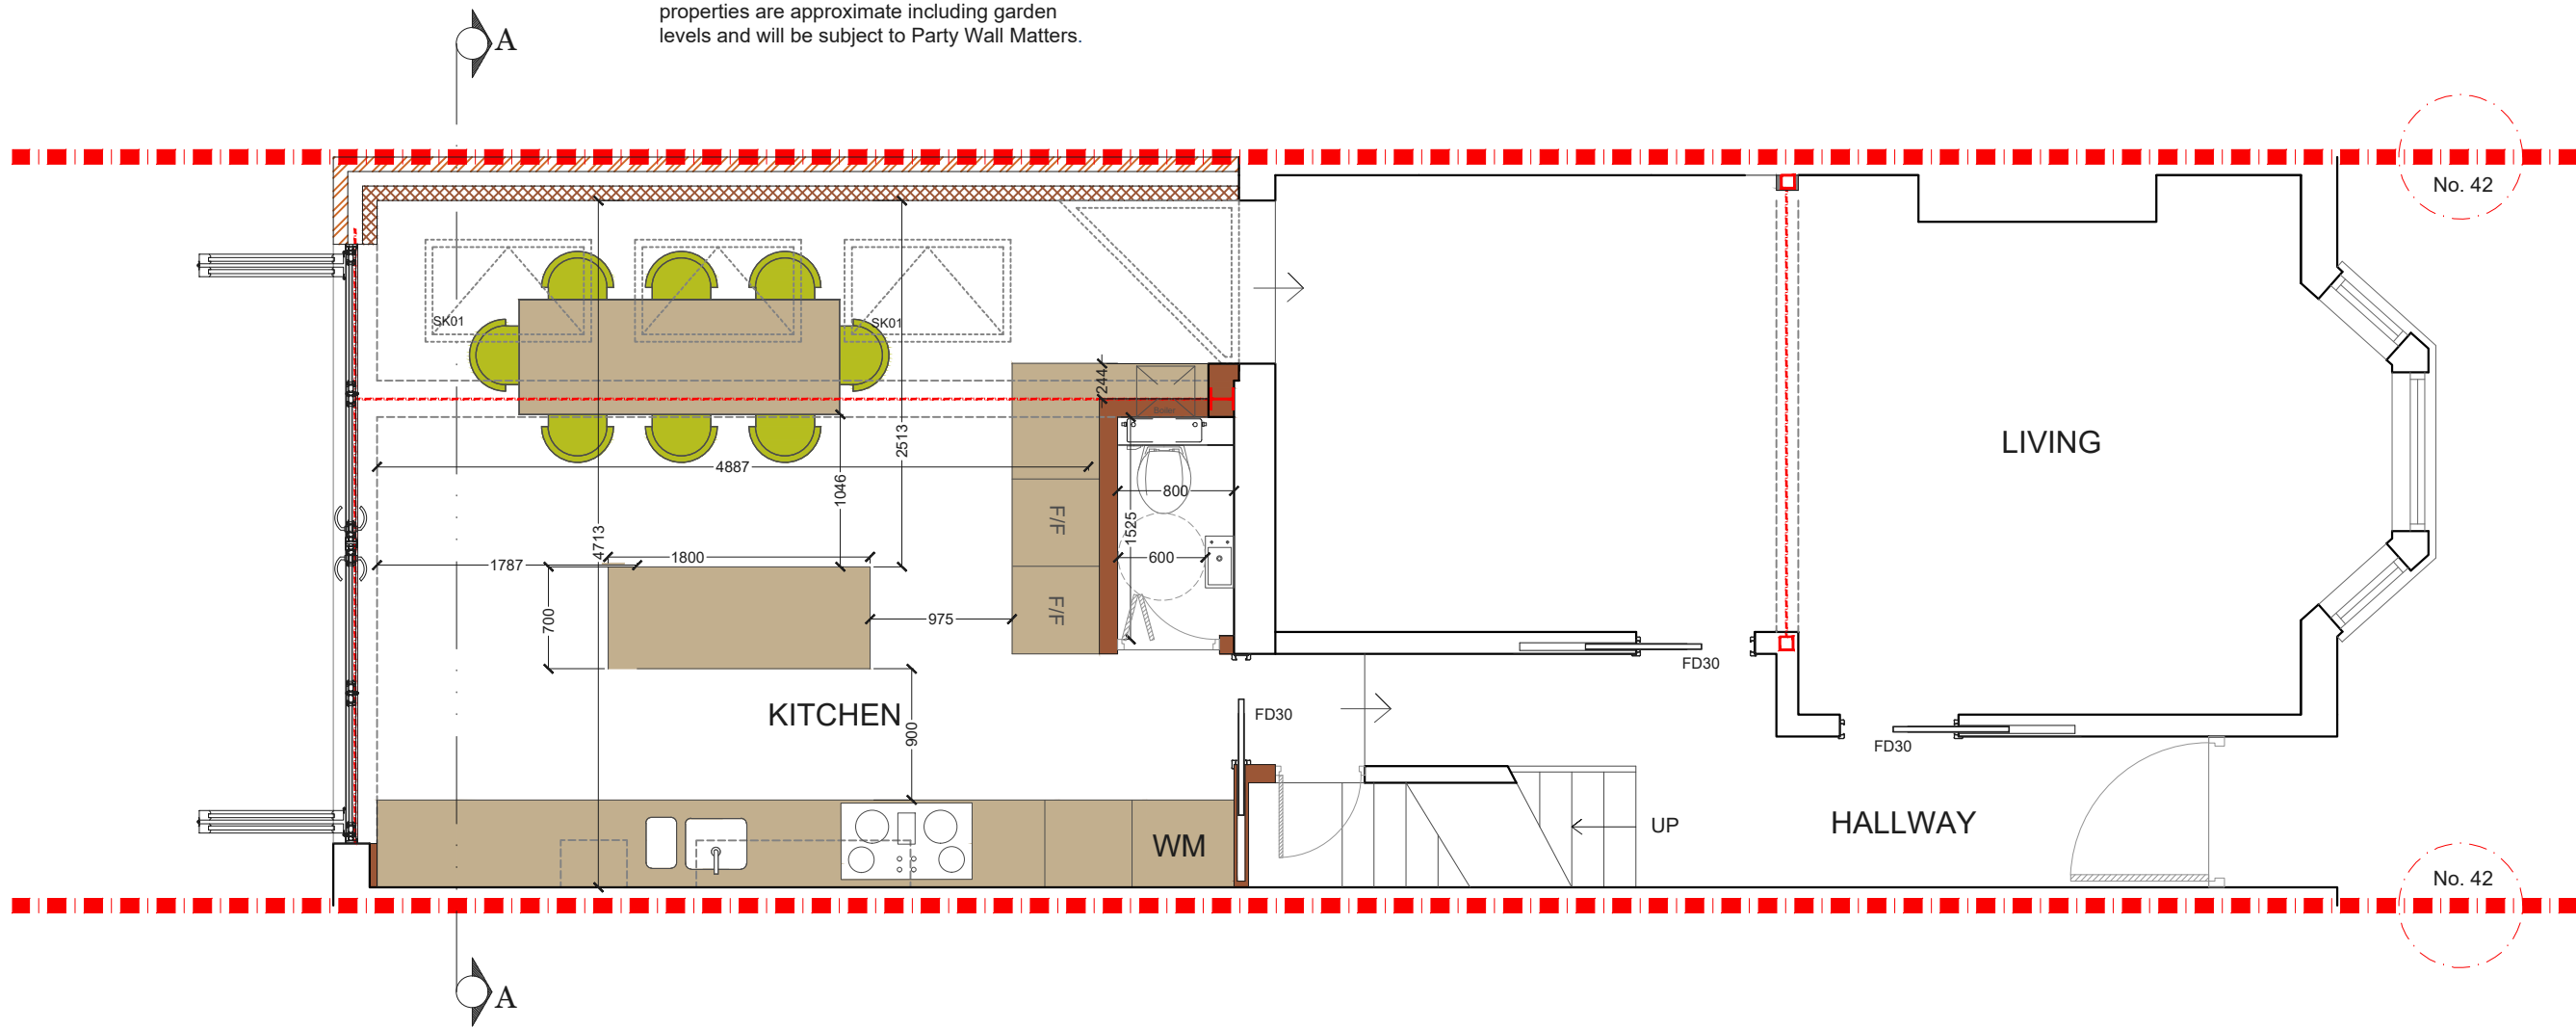 properties are approximate including garden
levels and will be subject to Party Wall Matters.
A
No. 42
SK01
SK01
244
Boiler
2513
4887
1046
800
1525
600
4713
F/F
F/F
1787
1800
700
975
LIVING
FD30
KITCHEN
900
FD30
FD30
WM
UP
HALLWAY
No. 42
A